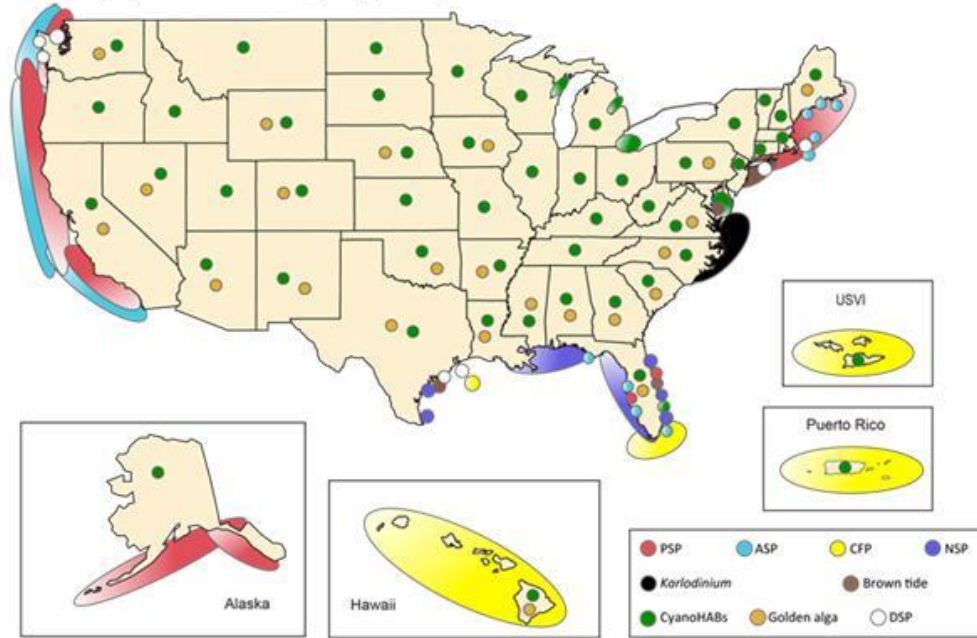 USVI
Puerto Rico
Alaska
Hawaii
PSP ASP CFP NSP
Karlodinium Brown tide
CyanoHABs Golden alga DSP